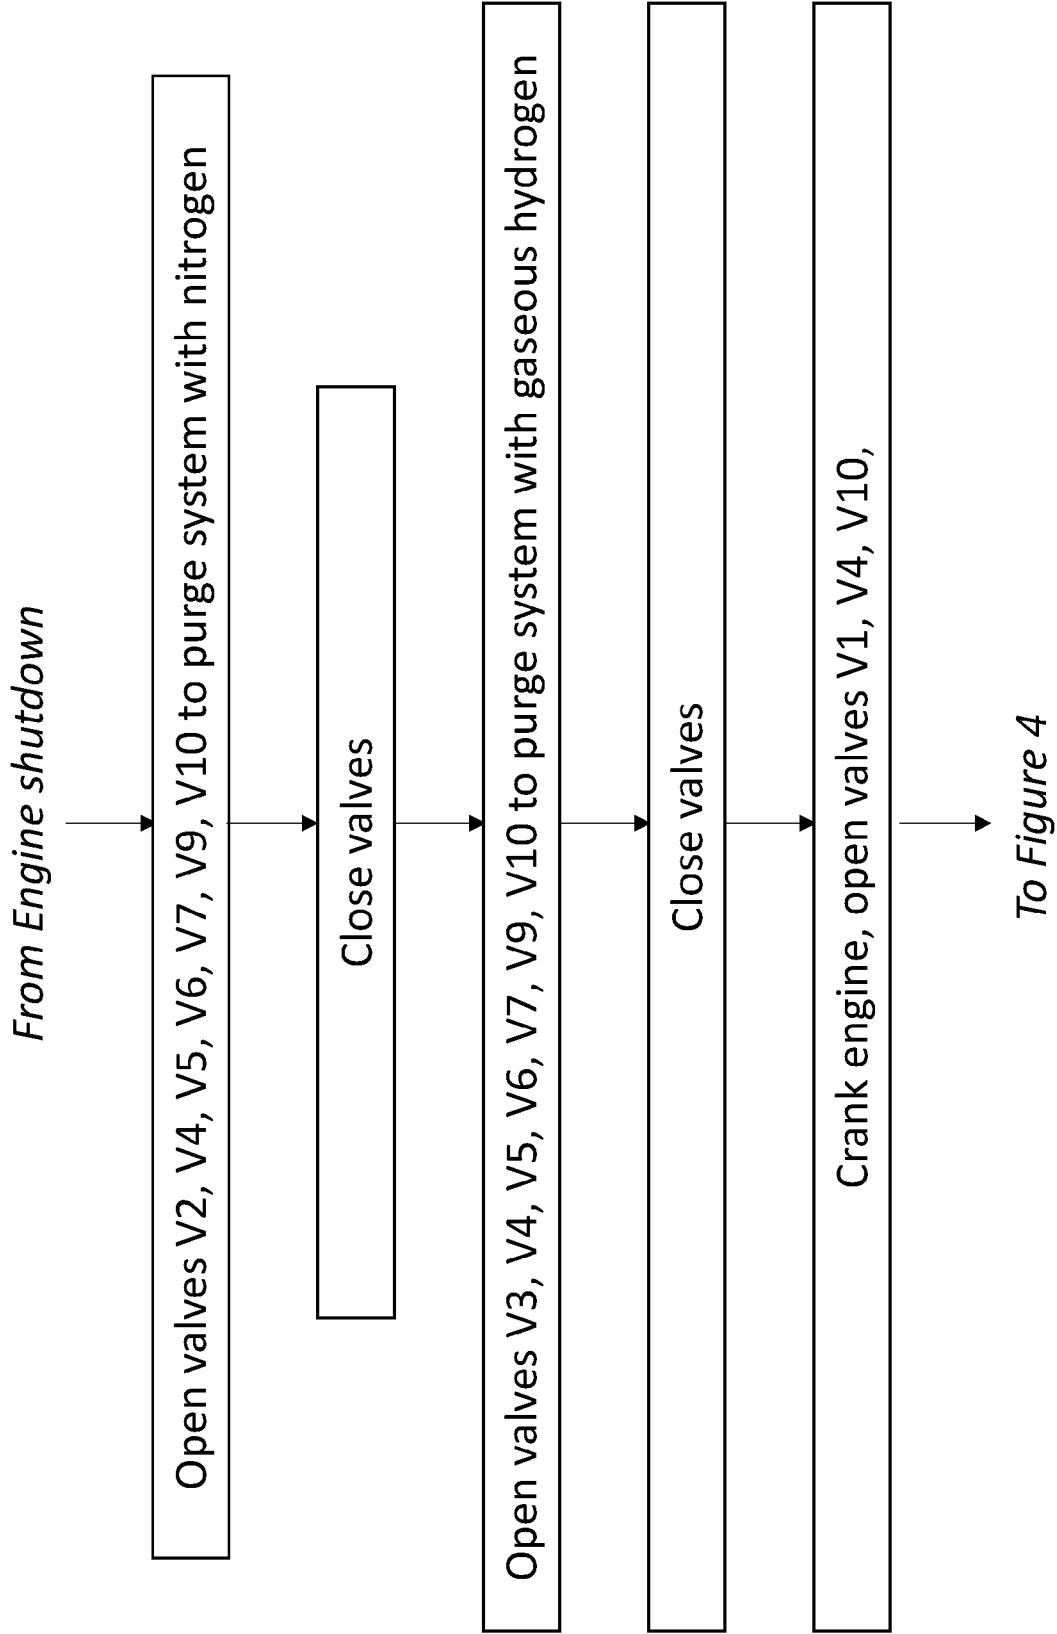 From Engine shutdown
Open valves V2, V4, V5, V6, V7, V9, V10 to purge system with nitrogen
Close valves
Open valves V3, V4, V5, V6, V7, V9, V10 to purge system with gaseous hydrogen
Close valves
Crank engine, open valves V1, V4, V10,
To Figure 4